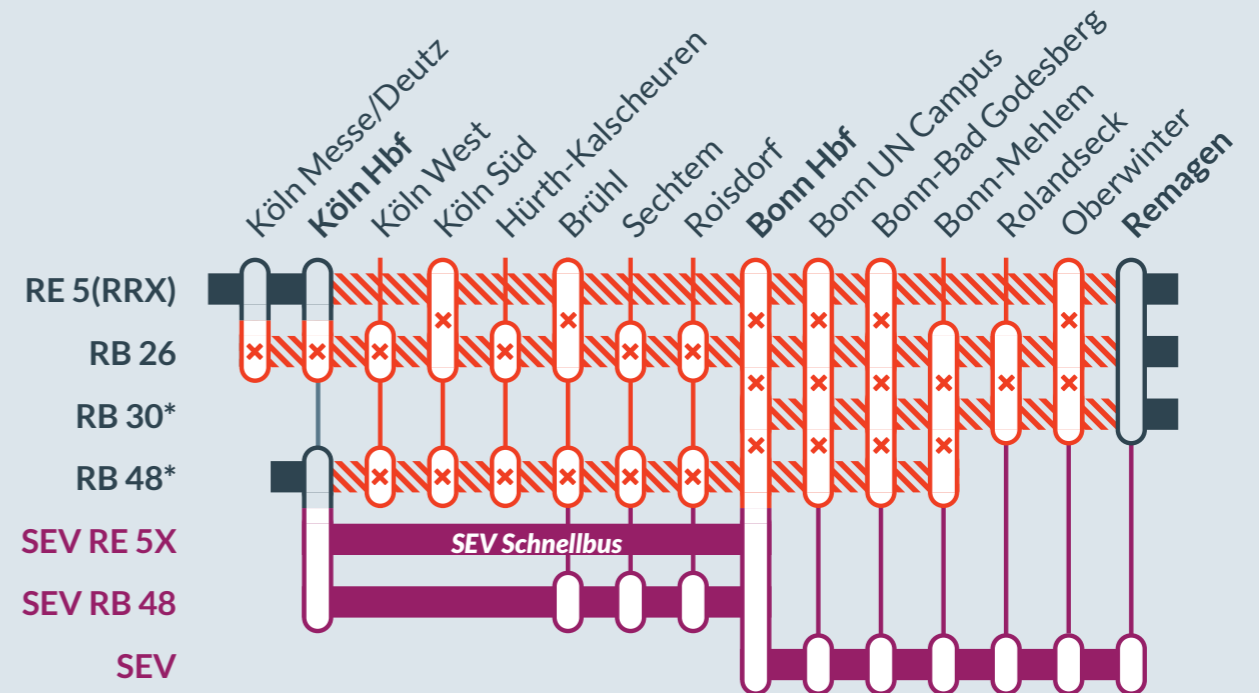 Köln Messe/Deutz
Köln Hbf
Köln West
Köln Süd
Hürth-Kalscheuren
Brühl
Sechtem
Roisdorf
Bonn Hbf
Bonn UN Campus
Bonn-Bad Godesberg
Bonn-Mehlem
Rolandseck
Oberwinter
Remagen
RE 5(RRX)
RB 26
RB 30*
RB 48*
SEV RE 5X
SEV Schnellbus
SEV RB 48
SEV